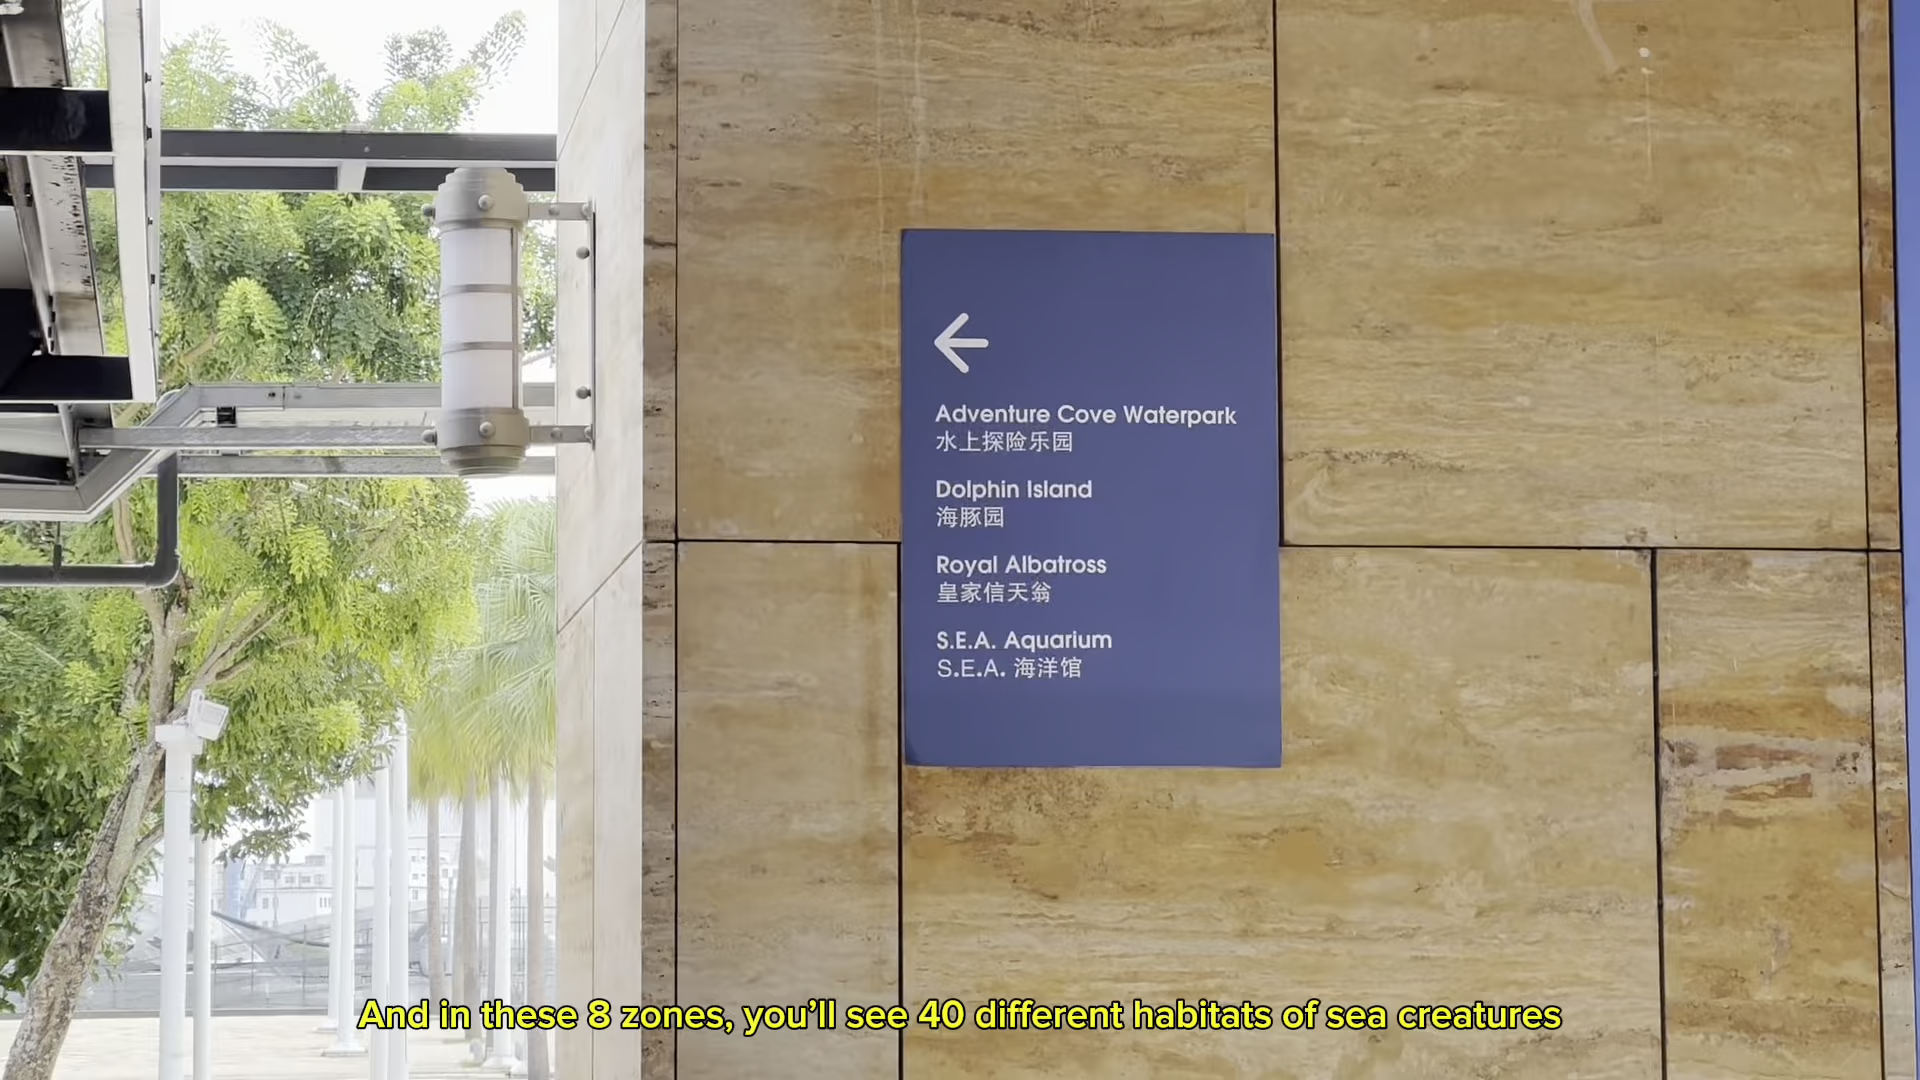 Adventure Cove Waterpark
水上探险乐园
Dolphin Island
海豚园
Royal Albatross
皇家信天翁
S.E.A. Aquarium
S.E.A. 海洋馆
And in these 8 zones, you’ll see 40 different habitats of sea creatures